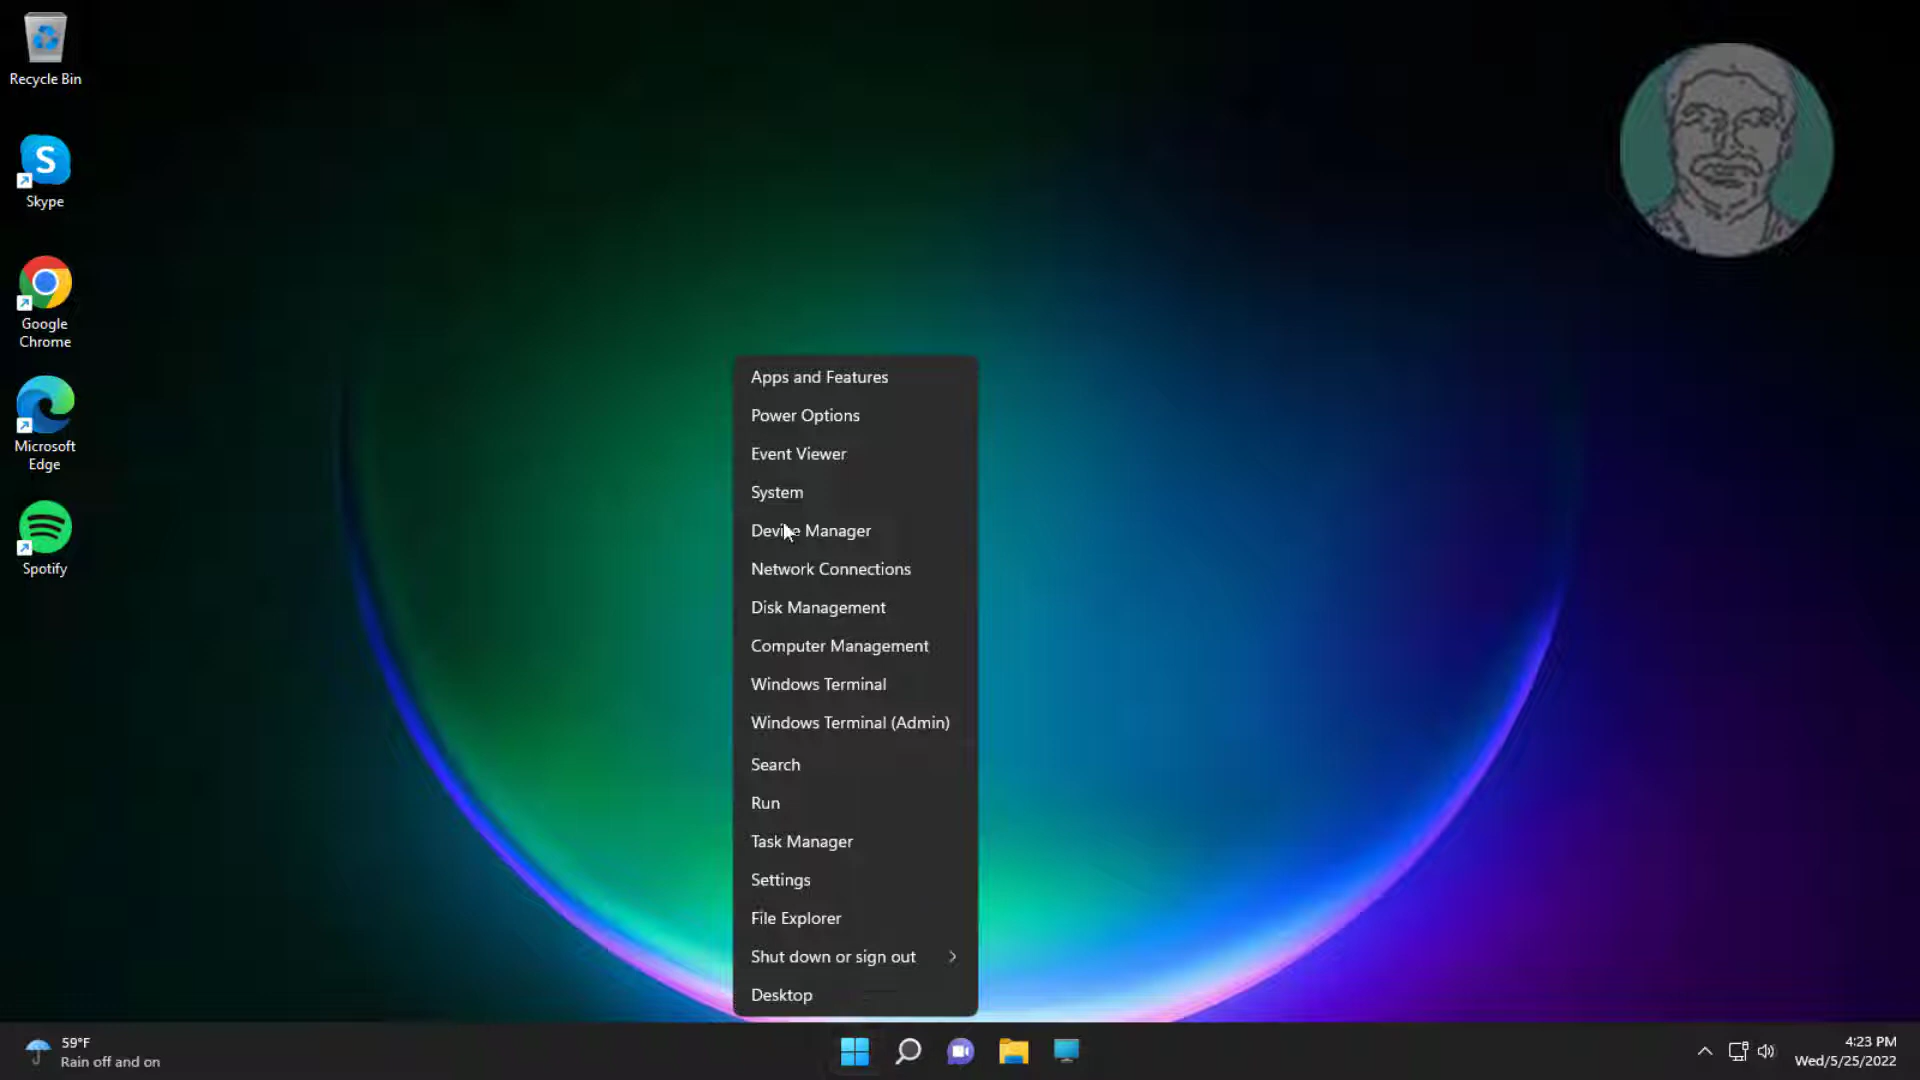 Recycle Bin
S
Skype
Google
Chrome
Microsoft
Edge
Spotify
Apps and Features
Power Options
Event Viewer
System
Device Manager
Network Connections
Disk Management
Computer Management
Windows Terminal
Windows Terminal (Admin)
Search
Run
Task Manager
Settings
File Explorer
Shut down or sign out
Desktop
59°F
Rain off and on
4:23 PM
Wed/5/25/2022